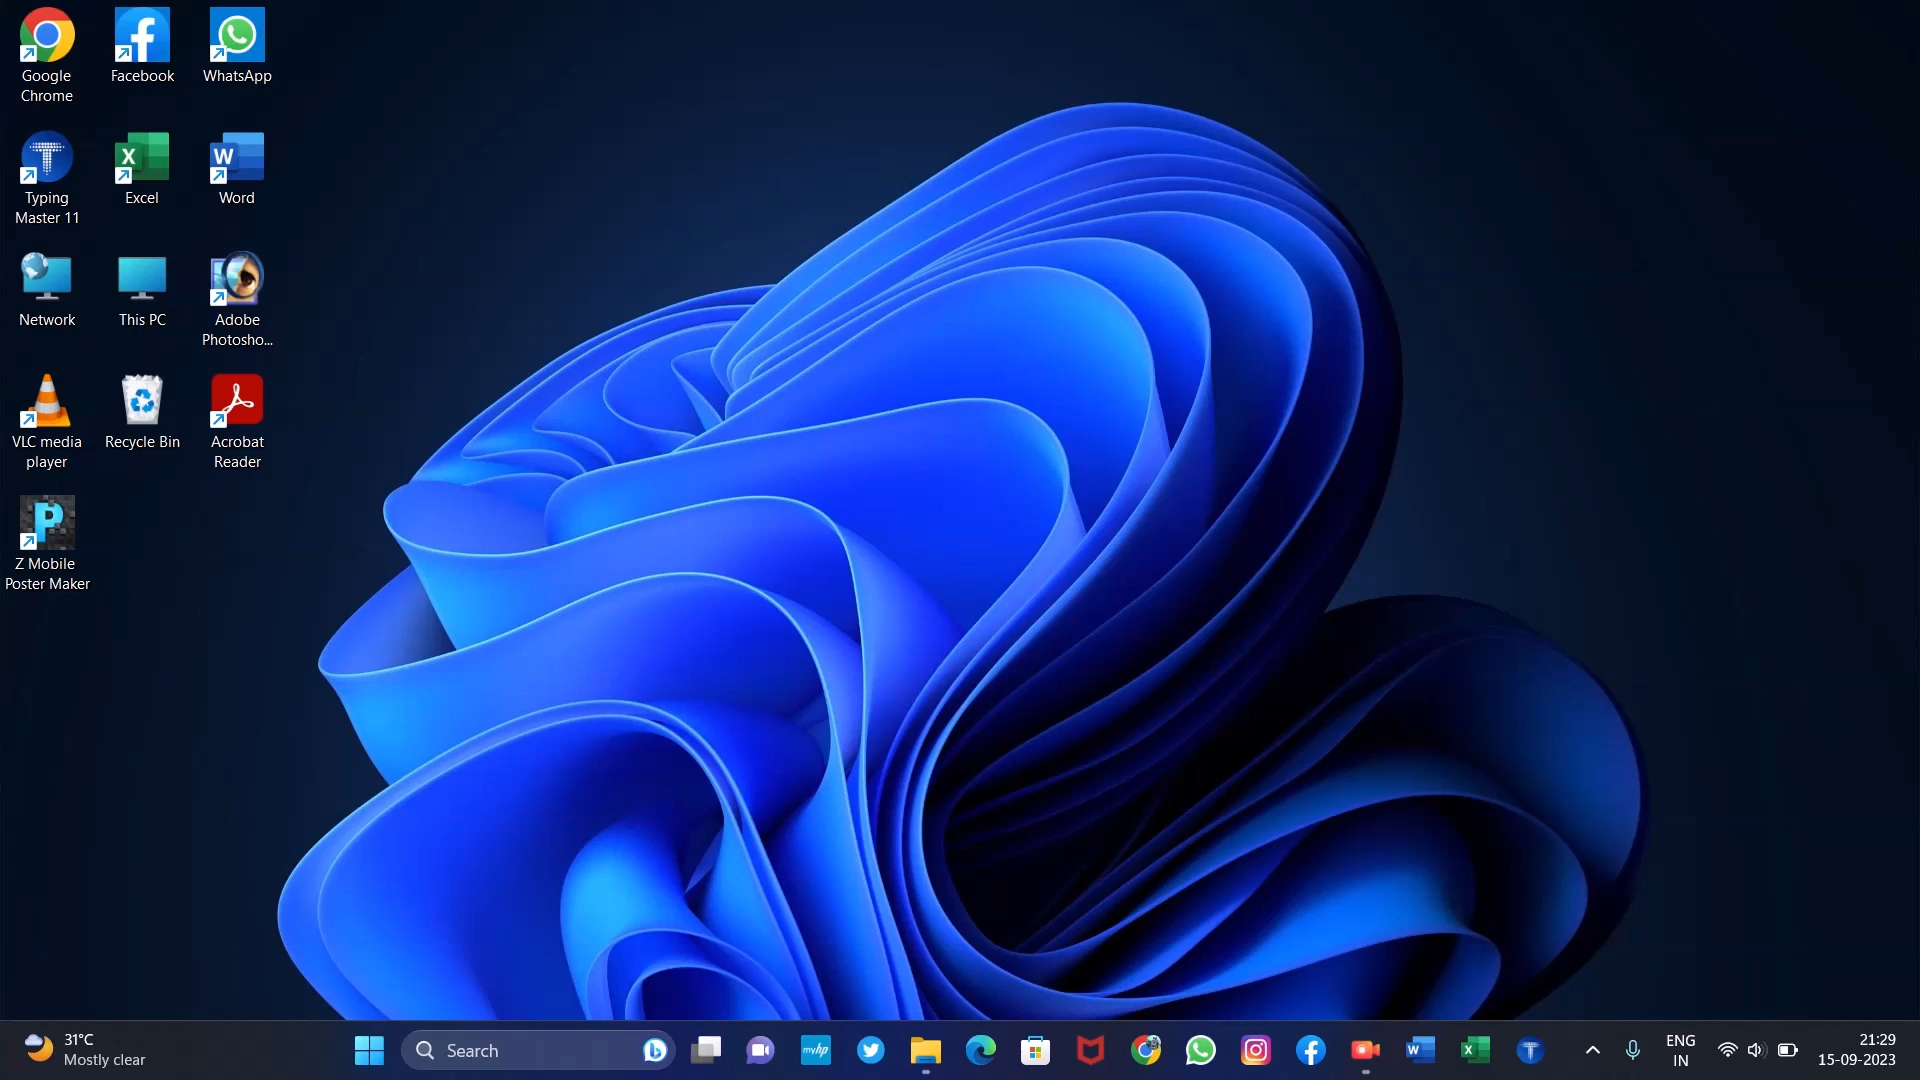 Google
Chrome
Facebook
WhatsApp
Typing
Master 11
Excel
Word
Network
This PC
Adobe
Photosho...
VLC media
player
Recycle Bin
Acrobat
Reader
Z Mobile
Poster Maker
31°C
Mostly clear
Search
myhp
ENG
IN
21:29
15-09-2023